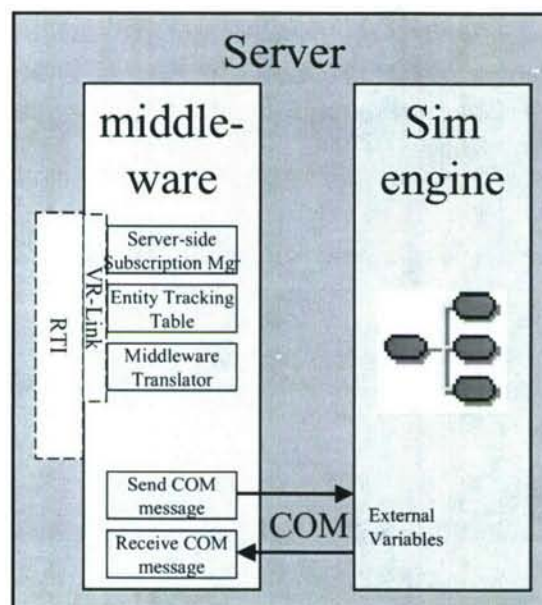 Server
middle-
ware
Sim
engine
RTI
VR-Link
Server-side
Subscription Mgr
Entity Tracking
Table
Middleware
Translator
Send COM
message
Receive COM
message
COM
External
Variables